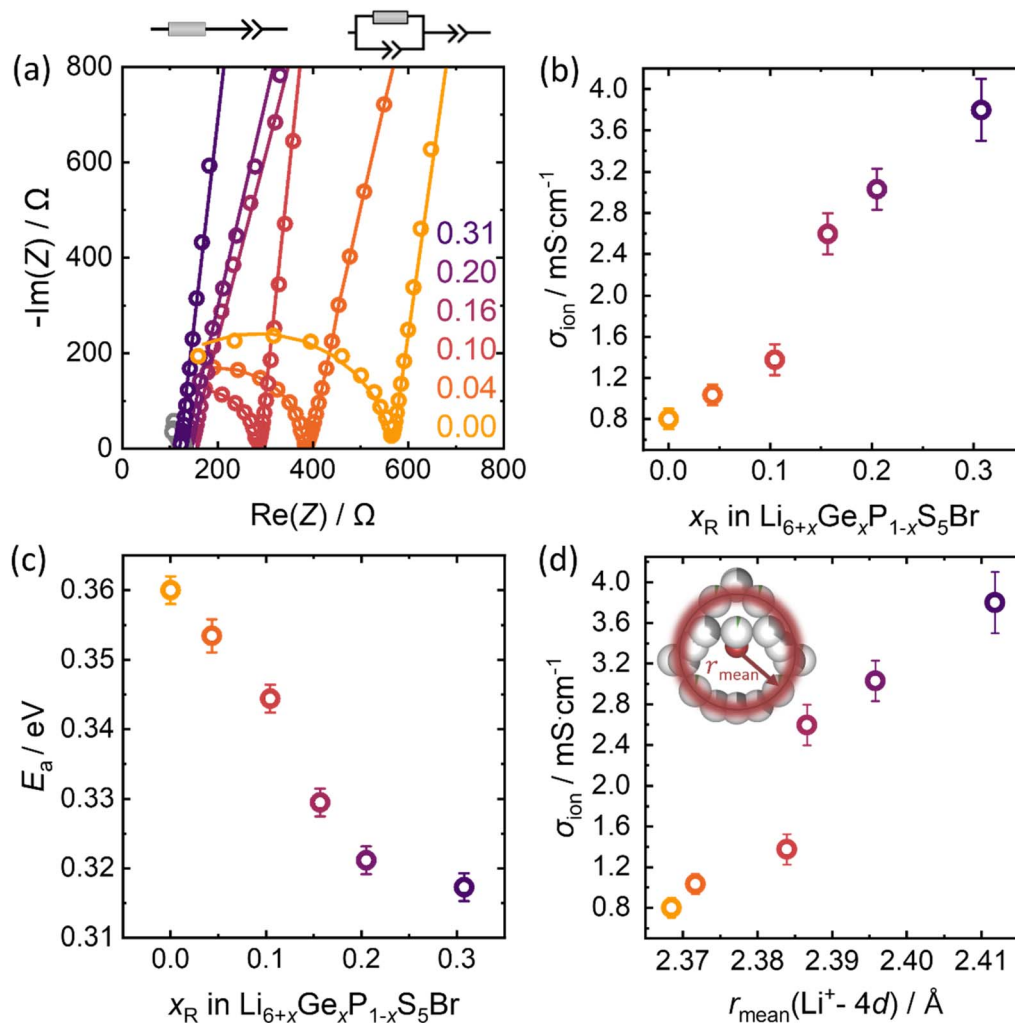 (a)
800
600
400
200
0
-Im(Z) / Ω
0.31
0.20
0.16
0.10
0.04
0.00
0 200 400 600 800
Re(Z) / Ω
(b)
4.0
3.6
3.2
2.8
2.4
2.0
1.6
1.2
0.8
σion / mS·cm⁻¹
0.0 0.1 0.2 0.3
xR in Li6+xGexP1-xS5Br
(c)
0.36
0.35
0.34
0.33
0.32
0.31
Ea / eV
0.0 0.1 0.2 0.3
xR in Li6+xGexP1-xS5Br
(d)
4.0
3.6
3.2
2.8
2.4
2.0
1.6
1.2
0.8
σion / mS·cm⁻¹
rmean
2.37 2.38 2.39 2.40 2.41
rmean(Li⁺- 4d) / Å